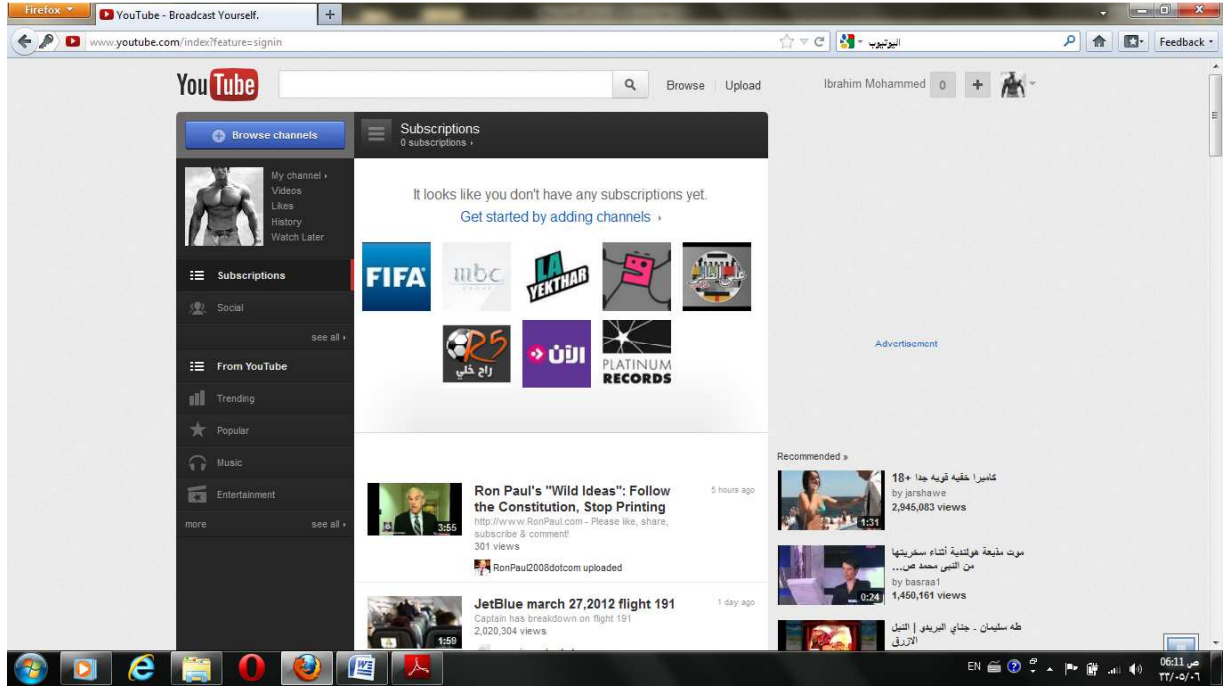 Firefox
YouTube - Broadcast Yourself.
www.youtube.com/index?feature=signin
اليوتيوب
Feedback
YouTube
Browse
Upload
Ibrahim Mohammed
0
Browse channels
Subscriptions
0 subscriptions
My channel
Videos
Likes
History
Watch Later
It looks like you don't have any subscriptions yet.
Get started by adding channels
Subscriptions
Social
see all
From YouTube
Trending
Popular
Music
Entertainment
more
see all
FIFA
mbc
LA YEKTHAR
على الطاير
R5
راح خلي
الآن
PLATINUM
RECORDS
Ron Paul's "Wild Ideas": Follow
the Constitution, Stop Printing
5 hours ago
http://www.RonPaul.com - Please like, share,
subscribe & comment!
301 views
3:55
RonPaul2008dotcom uploaded
JetBlue march 27,2012 flight 191
1 day ago
Captain has breakdown on flight 191
2,020,304 views
1:59
Advertisement
Recommended »
كاميرا خفيه قويه جدا +18
by jarshawe
2,945,083 views
1:31
موت مذيعة هولندية أثناء سخريتها
من النبى محمد ص...
by basraa1
1,450,161 views
0:24
طه سليمان ـ جناي البريدو | النيل
الازرق
EN
06:11 ص
٣٣/٠٥/٠٦